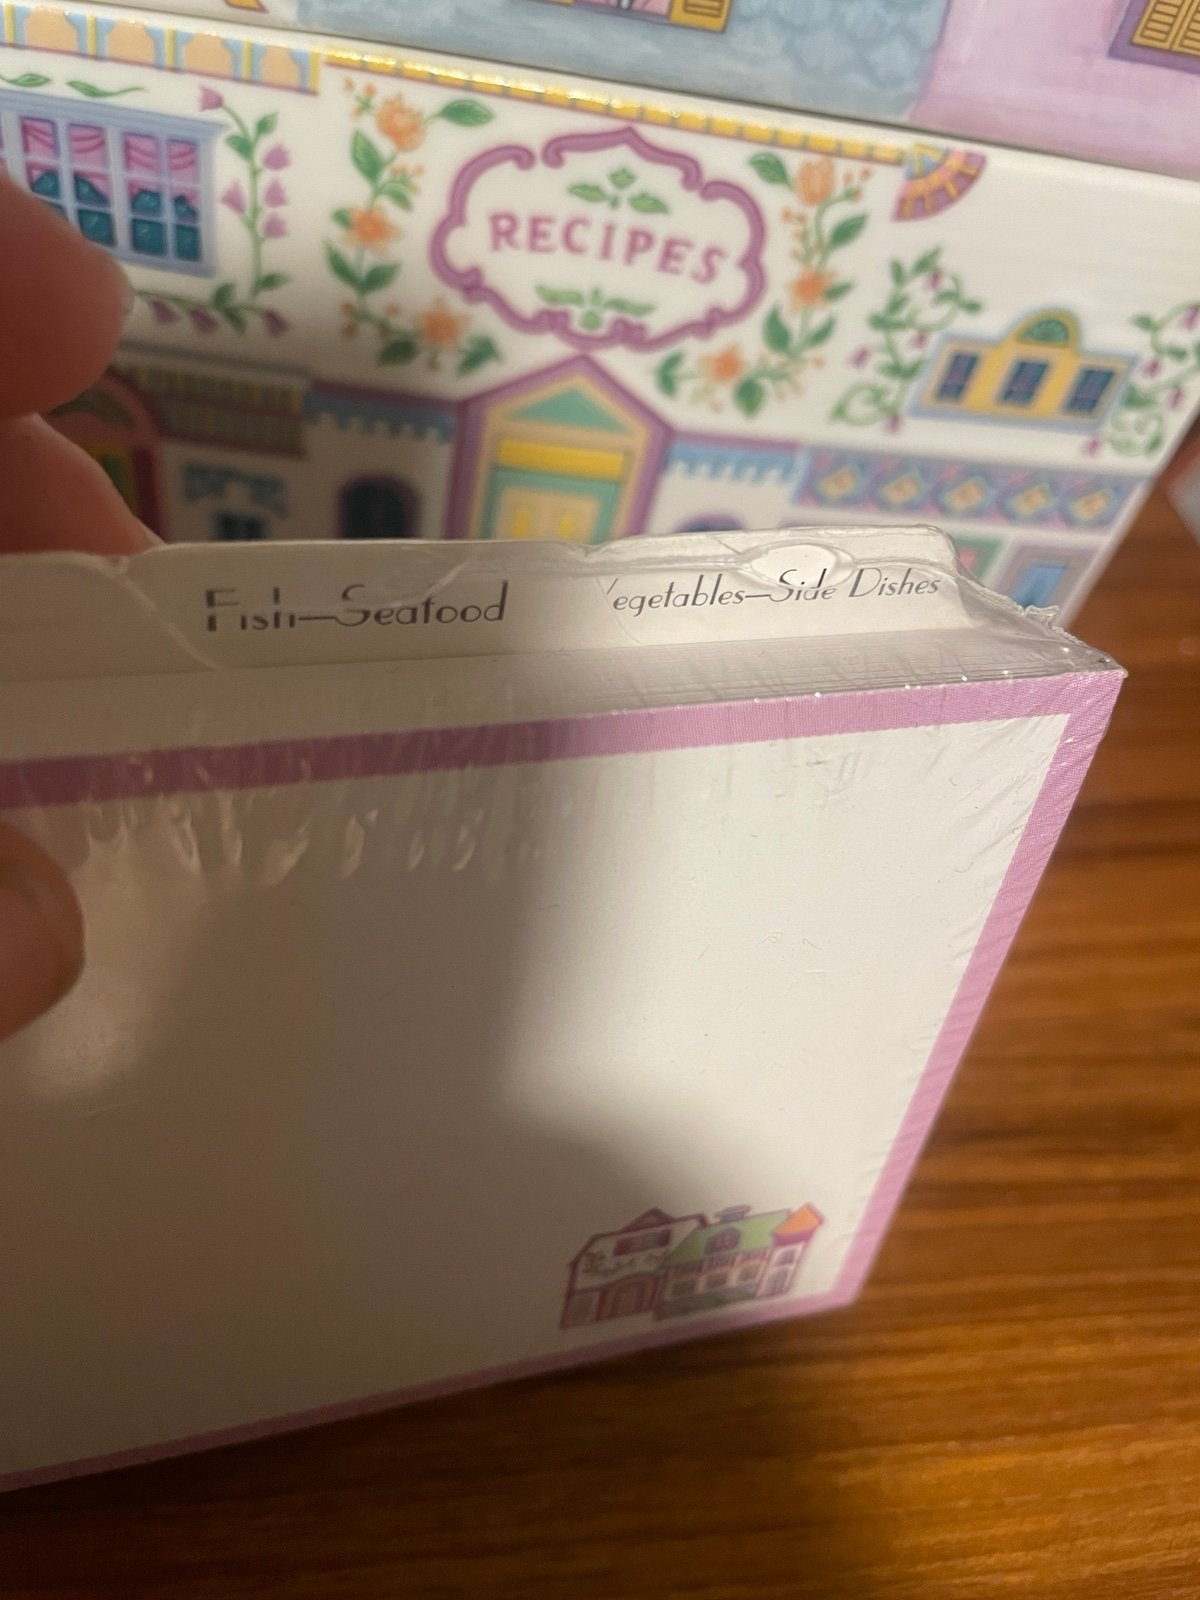 RECIPES
Fish—Seafood
Vegetables—Side Dishes